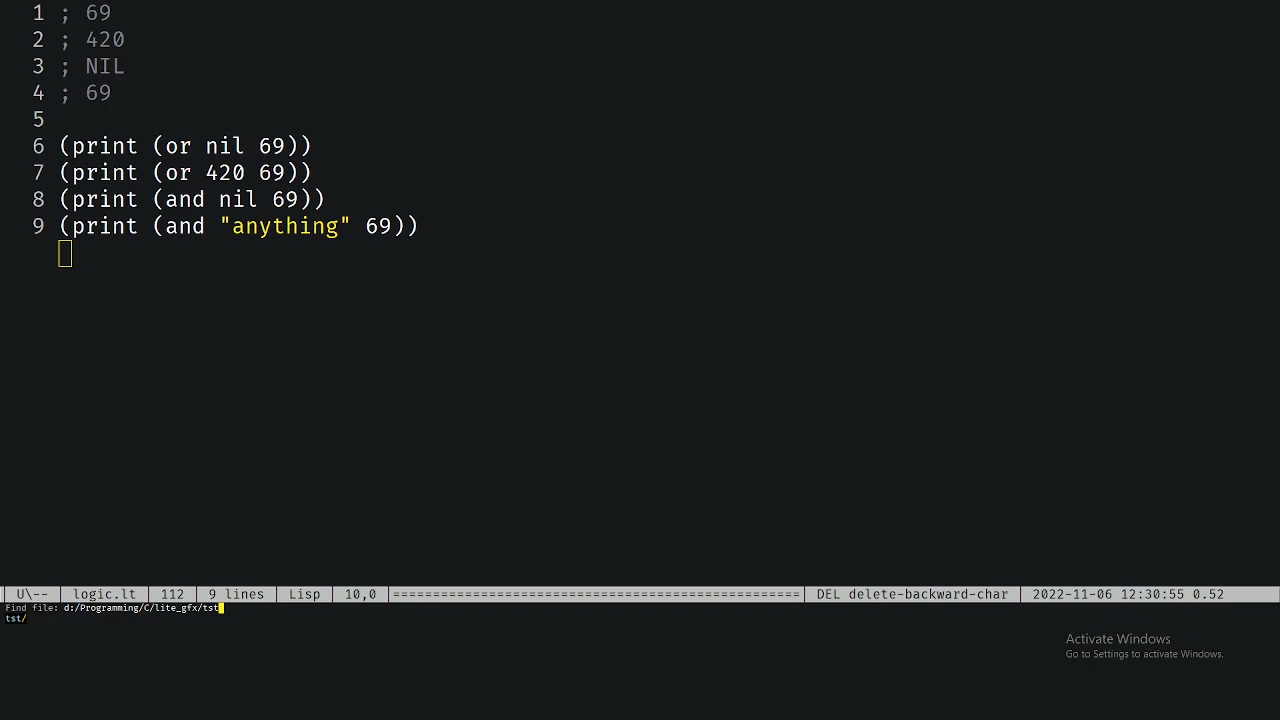 1 ; 69
2 ; 420
3 ; NIL
4 ; 69
5
6 (print (or nil 69))
7 (print (or 420 69))
8 (print (and nil 69))
9 (print (and "anything" 69))
U\-- logic.lt 112 9 lines Lisp 10,0 =================================================== DEL delete-backward-char 2022-11-06 12:30:55 0.52
Find file: d:/Programming/C/lite_gfx/tst
tst/
Activate Windows
Go to Settings to activate Windows.